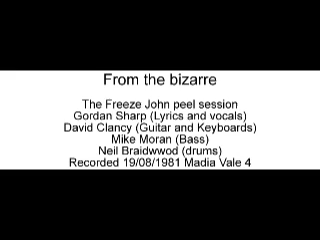 From the bizarre
The Freeze John peel session
Gordan Sharp (Lyrics and vocals)
David Clancy (Guitar and Keyboards)
Mike Moran (Bass)
Neil Braidwwod (drums)
Recorded 19/08/1981 Madia Vale 4